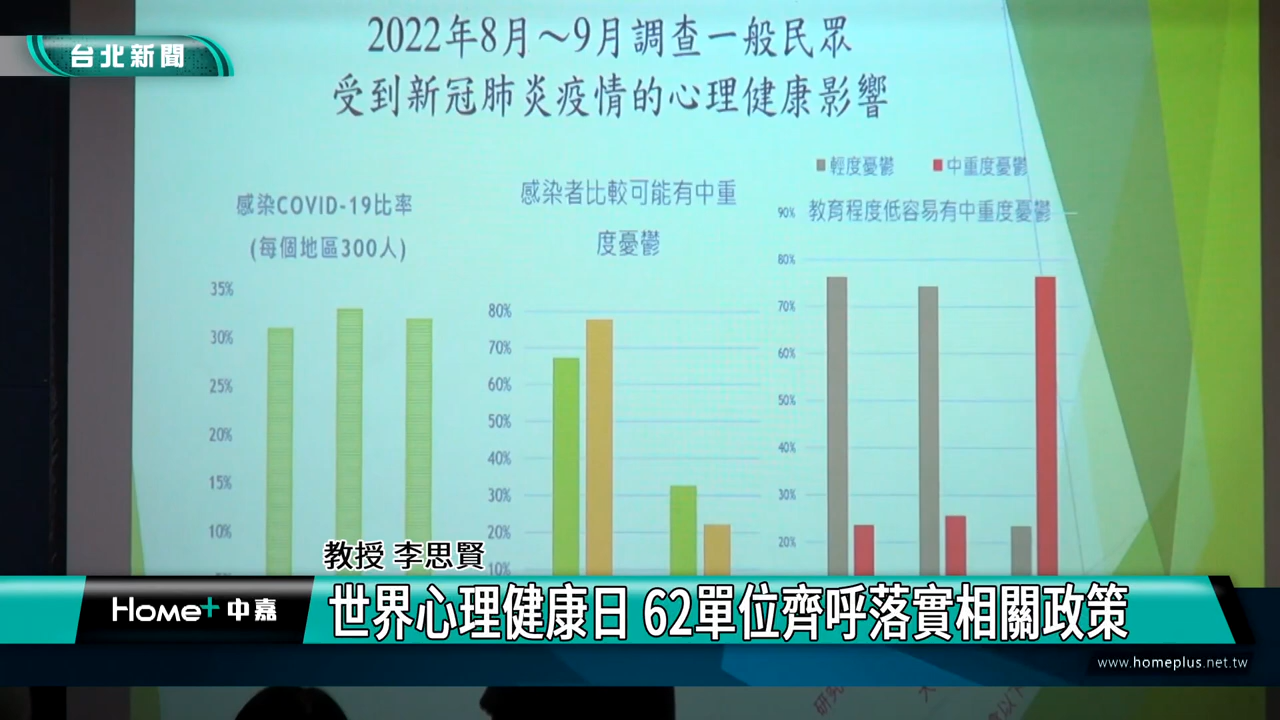 台北新聞
2022年8月～9月調查一般民眾
受到新冠肺炎疫情的心理健康影響
感染COVID-19比率
(每個地區300人)
35%
30%
25%
20%
15%
10%
感染者比較可能有中重
度憂鬱
80%
70%
60%
50%
40%
30%
20%
10%
輕度憂鬱
中重度憂鬱
90%
教育程度低容易有中重度憂鬱
80%
70%
60%
50%
40%
30%
20%
教授 李思賢
Home+中嘉
世界心理健康日 62單位齊呼落實相關政策
www.homeplus.net.tw